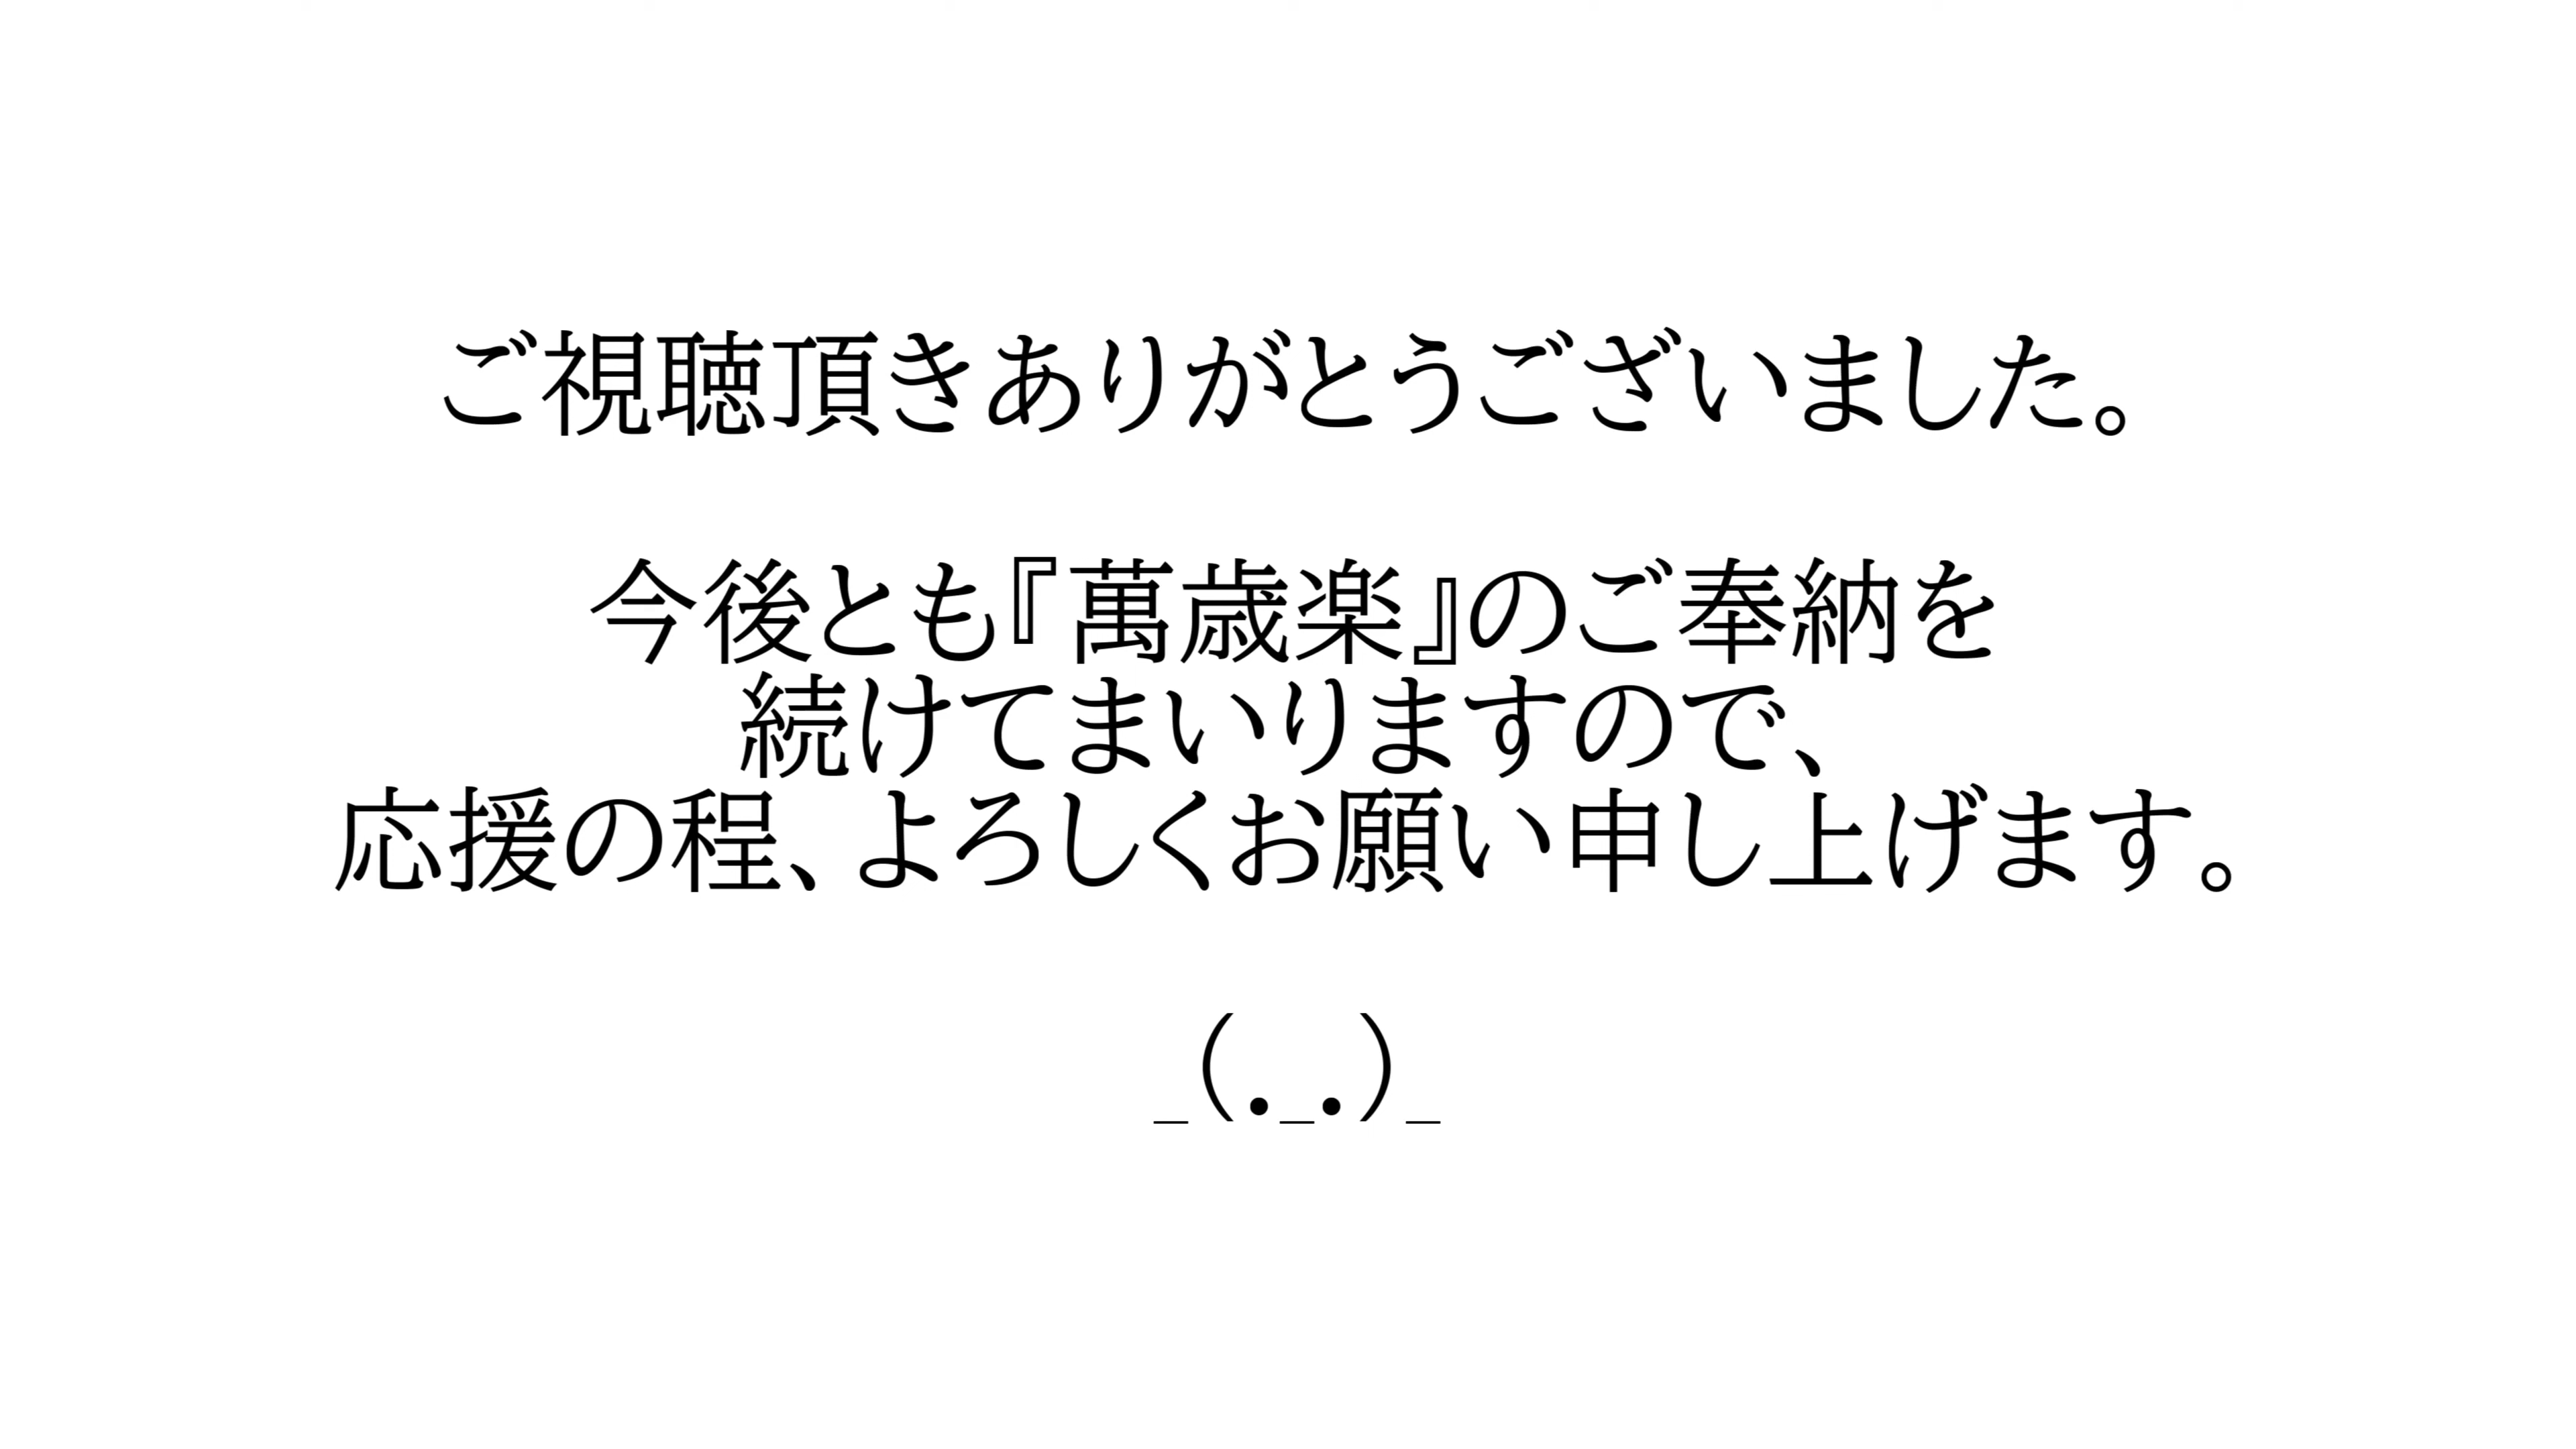 ご視聴頂きありがとうございました。
今後とも『萬歳楽』のご奉納を
続けてまいりますので、
応援の程、よろしくお願い申し上げます。
_(._.)_